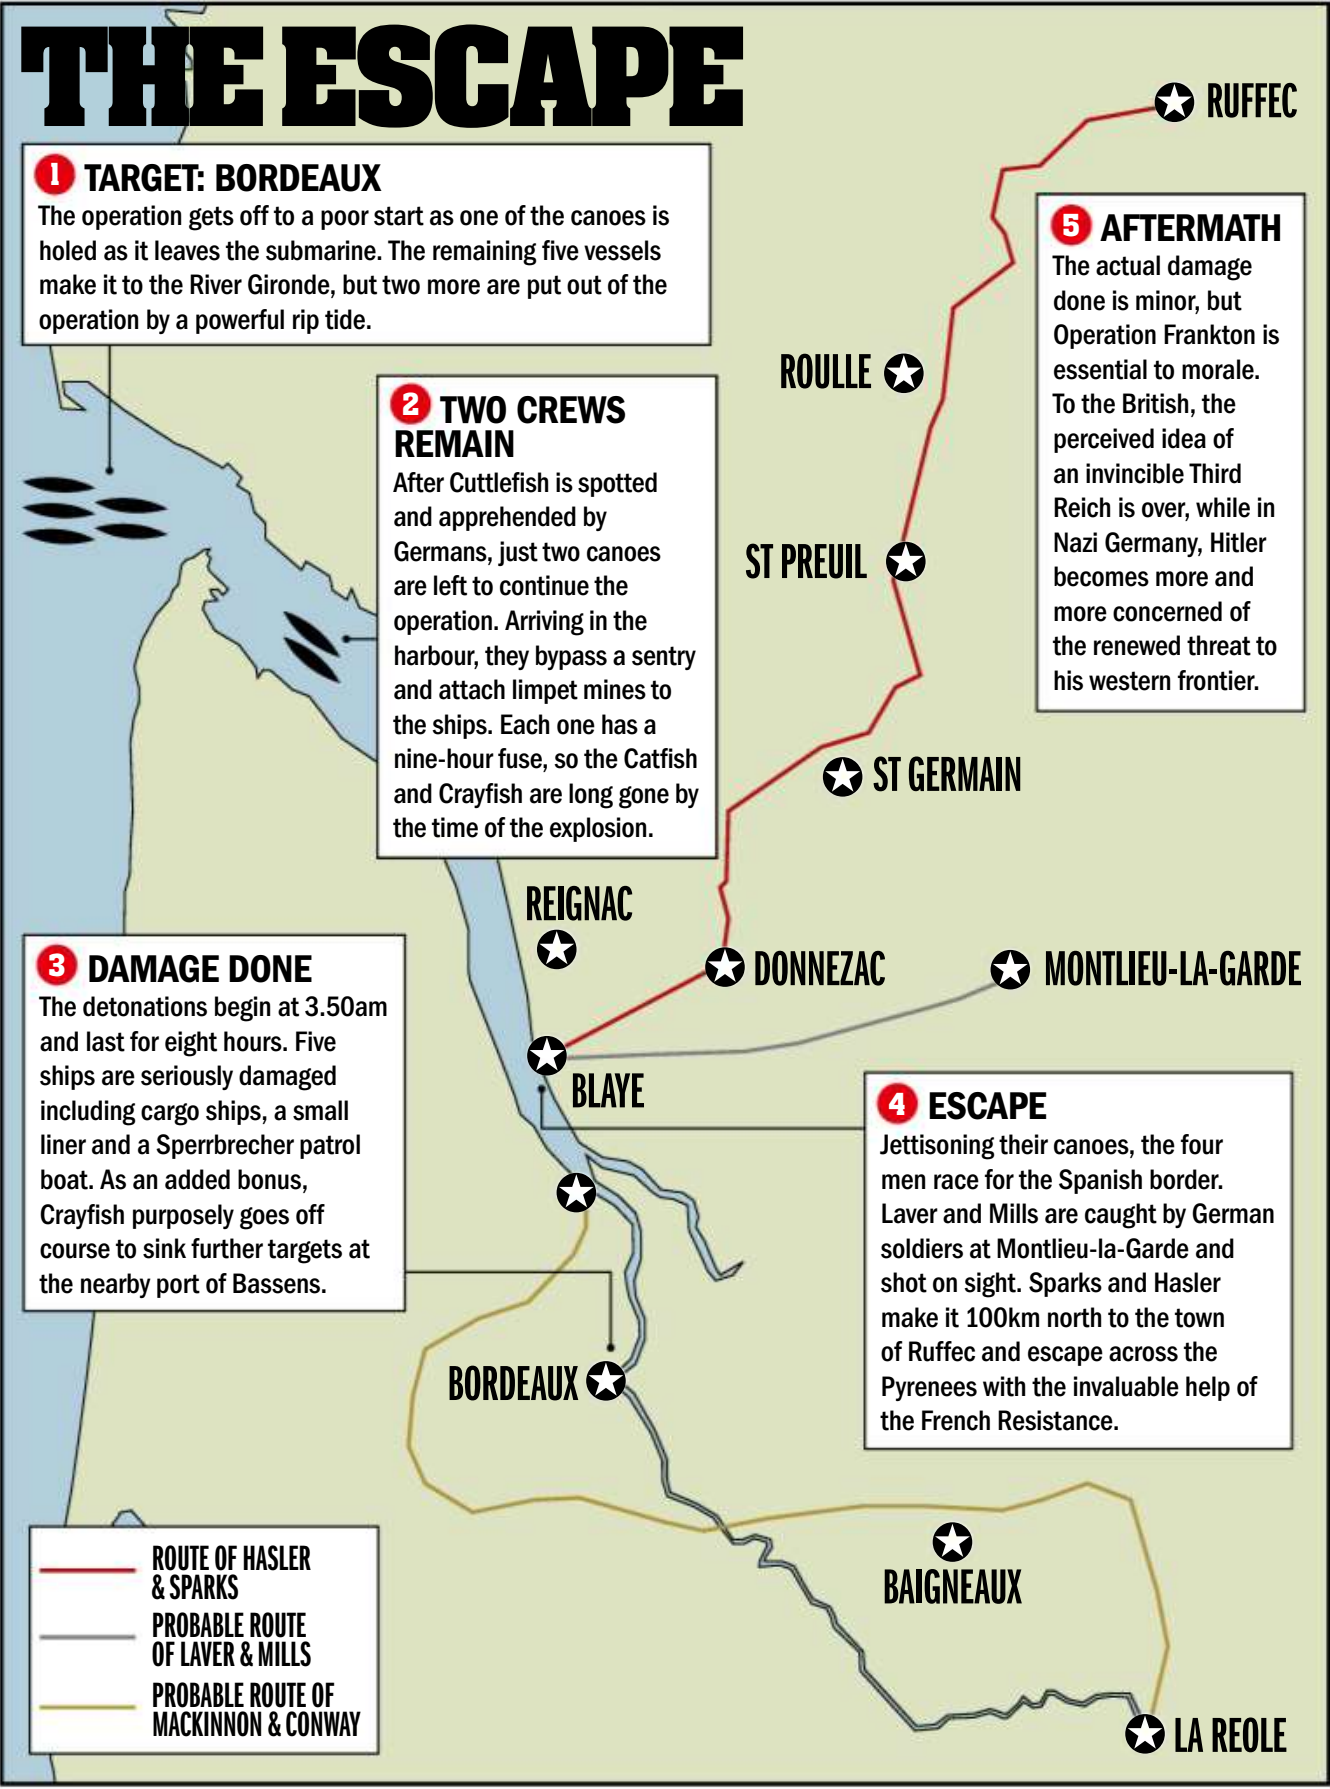 THE ESCAPE
1 TARGET: BORDEAUX
The operation gets off to a poor start as one of the canoes is
holed as it leaves the submarine. The remaining five vessels
make it to the River Gironde, but two more are put out of the
operation by a powerful rip tide.
2 TWO CREWS
REMAIN
After Cuttlefish is spotted
and apprehended by
Germans, just two canoes
are left to continue the
operation. Arriving in the
harbour, they bypass a sentry
and attach limpet mines to
the ships. Each one has a
nine-hour fuse, so the Catfish
and Crayfish are long gone by
the time of the explosion.
3 DAMAGE DONE
The detonations begin at 3.50am
and last for eight hours. Five
ships are seriously damaged
including cargo ships, a small
liner and a Sperrbrecher patrol
boat. As an added bonus,
Crayfish purposely goes off
course to sink further targets at
the nearby port of Bassens.
4 ESCAPE
Jettisoning their canoes, the four
men race for the Spanish border.
Laver and Mills are caught by German
soldiers at Montlieu-la-Garde and
shot on sight. Sparks and Hasler
make it 100km north to the town
of Ruffec and escape across the
Pyrenees with the invaluable help of
the French Resistance.
5 AFTERMATH
The actual damage
done is minor, but
Operation Frankton is
essential to morale.
To the British, the
perceived idea of
an invincible Third
Reich is over, while in
Nazi Germany, Hitler
becomes more and
more concerned of
the renewed threat to
his western frontier.
RUFFEC
ROULLE
ST PREUIL
ST GERMAIN
REIGNAC
DONNEZAC
MONTLIEU-LA-GARDE
BLAYE
BORDEAUX
BAIGNEAUX
LA REOLE
ROUTE OF HASLER
& SPARKS
PROBABLE ROUTE
OF LAVER & MILLS
PROBABLE ROUTE OF
MACKINNON & CONWAY